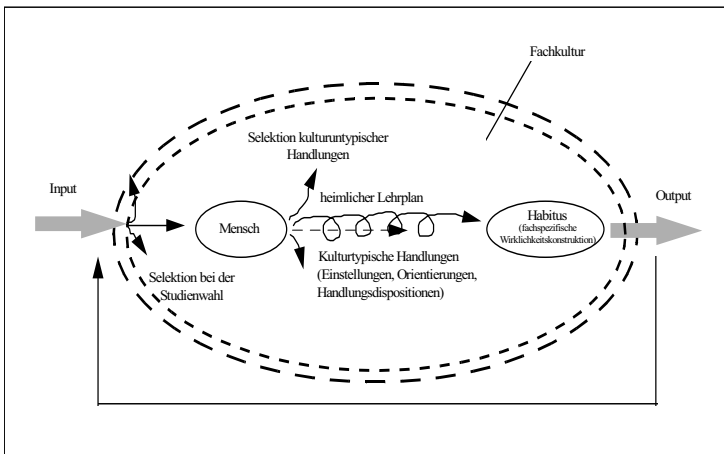 Fachkultur
Selektion kulturuntypischer
Handlungen
Input
heimlicher Lehrplan
Output
Mensch
Habitus
(fachspezifische
Wirklichkeitskonstruktion)
Kulturtypische Handlungen
(Einstellungen, Orientierungen,
Handlungsdispositionen)
Selektion bei der
Studienwahl